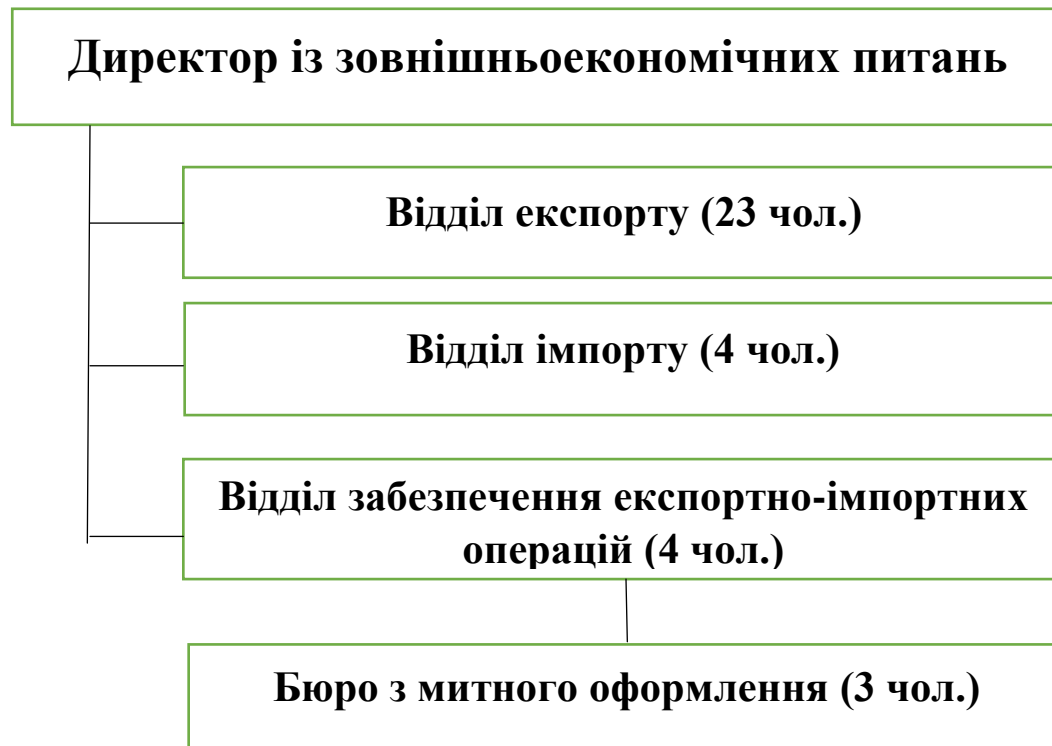 Директор із зовнішньоекономічних питань
Відділ експорту (23 чол.)
Відділ імпорту (4 чол.)
Відділ забезпечення експортно-імпортних
операцій (4 чол.)
Бюро з митного оформлення (3 чол.)